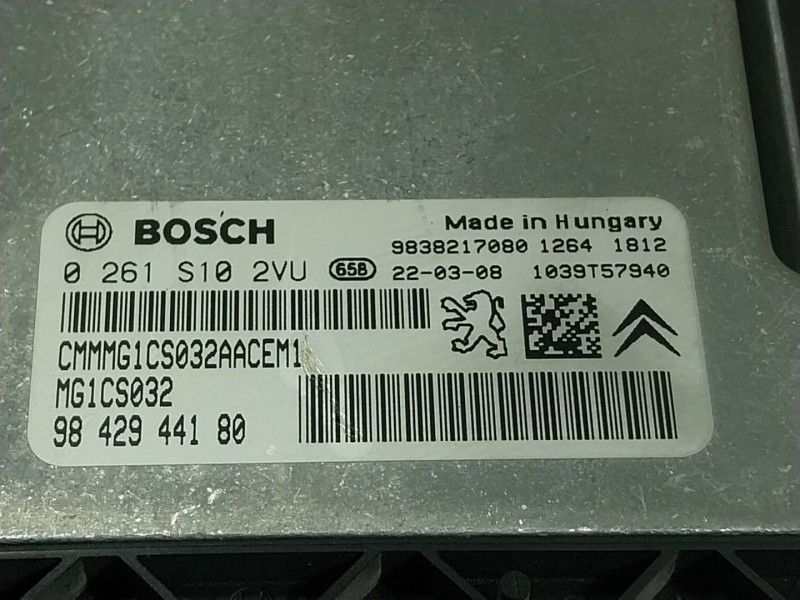 BOSCH
Made in Hungary
9838217080 1264 1812
0 261 S10 2VU 65B 22-03-08 1039T57940
CMMMG1CS032AACEM1
MG1CS032
98 429 441 80